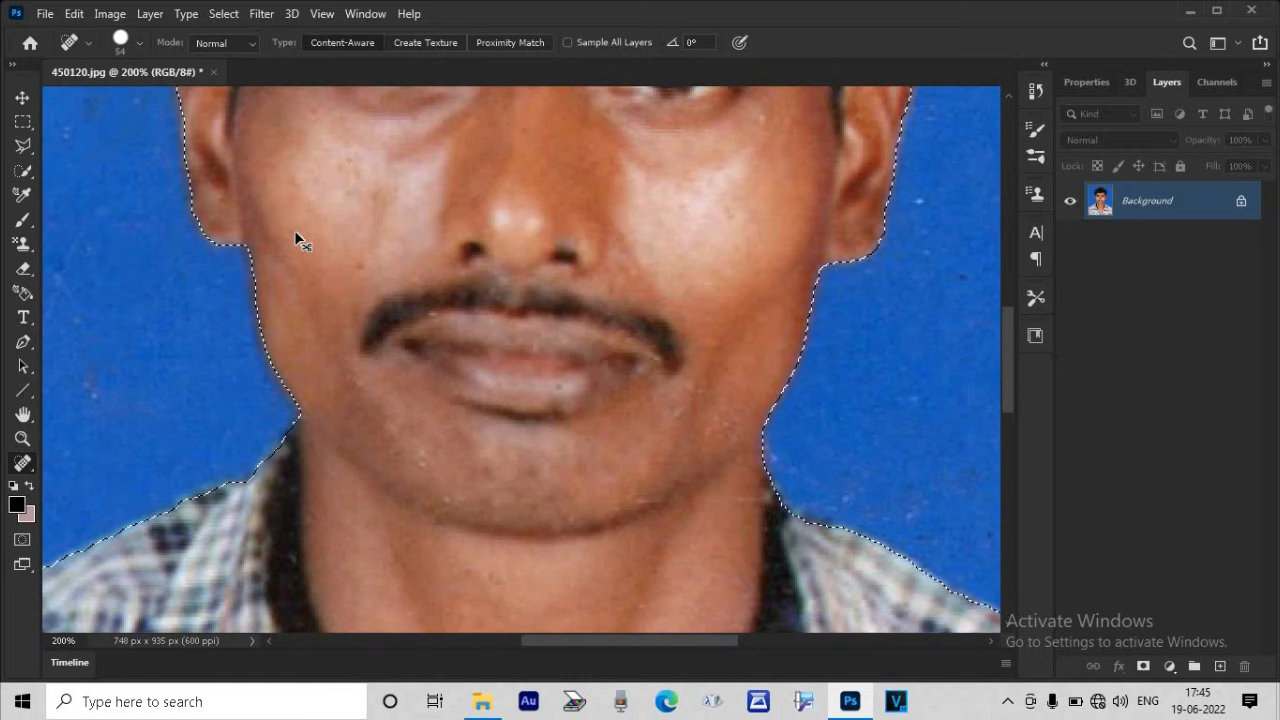 Ps File Edit Image Layer Type Select Filter 3D View Window Help
54 Mode: Normal Type: Content-Aware Create Texture Proximity Match Sample All Layers 0°
450120.jpg @ 200% (RGB/8#) *
Properties 3D Layers Channels
Kind
Normal Opacity: 100%
Lock: Fill: 100%
Background
Activate Windows
Go to Settings to activate Windows.
200% 748 px x 935 px (600 ppi)
Timeline
Type here to search
Au
Ps
V
ENG
17:45
19-06-2022